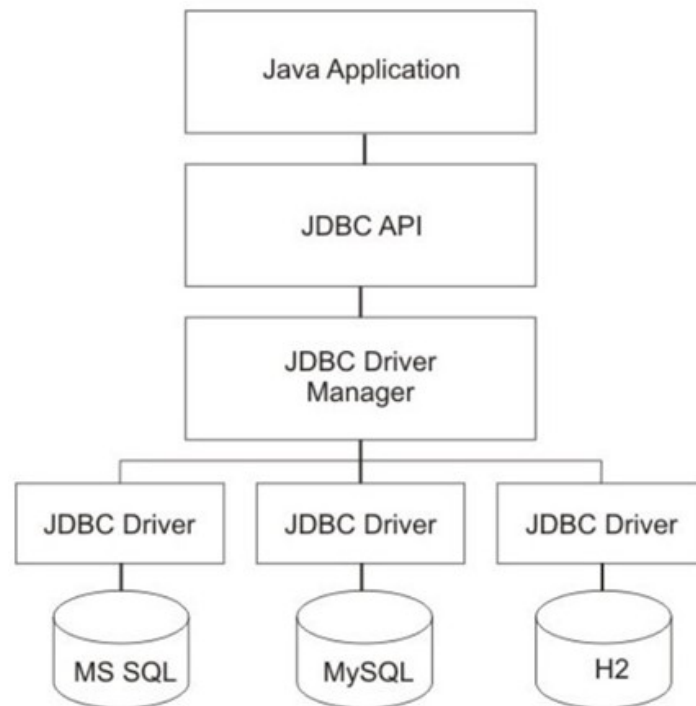 Java Application
JDBC API
JDBC Driver
Manager
JDBC Driver
JDBC Driver
JDBC Driver
MS SQL
MySQL
H2